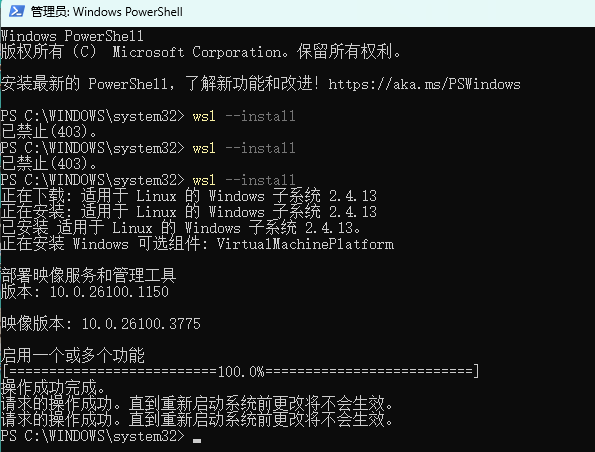 管理员: Windows PowerShell
Windows PowerShell
版权所有 (C)  Microsoft Corporation。保留所有权利。
安装最新的 PowerShell，了解新功能和改进！https://aka.ms/PSWindows
PS C:\WINDOWS\system32> wsl --install
已禁止(403)。
PS C:\WINDOWS\system32> wsl --install
已禁止(403)。
PS C:\WINDOWS\system32> wsl --install
正在下载: 适用于 Linux 的 Windows 子系统 2.4.13
正在安装: 适用于 Linux 的 Windows 子系统 2.4.13
已安装 适用于 Linux 的 Windows 子系统 2.4.13。
正在安装 Windows 可选组件: VirtualMachinePlatform
部署映像服务和管理工具
版本: 10.0.26100.1150
映像版本: 10.0.26100.3775
启用一个或多个功能
[==========================100.0%==========================]
操作成功完成。
请求的操作成功。直到重新启动系统前更改将不会生效。
请求的操作成功。直到重新启动系统前更改将不会生效。
PS C:\WINDOWS\system32>